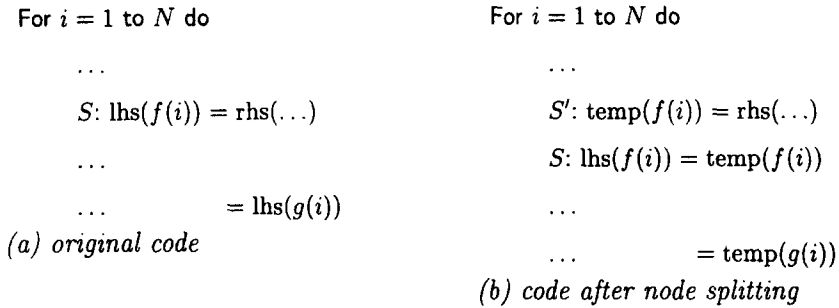 For i = 1 to N do
...
S: lhs(f(i)) = rhs(...)
...
... = lhs(g(i))
(a) original code
For i = 1 to N do
...
S′: temp(f(i)) = rhs(...)
S: lhs(f(i)) = temp(f(i))
...
... = temp(g(i))
(b) code after node splitting